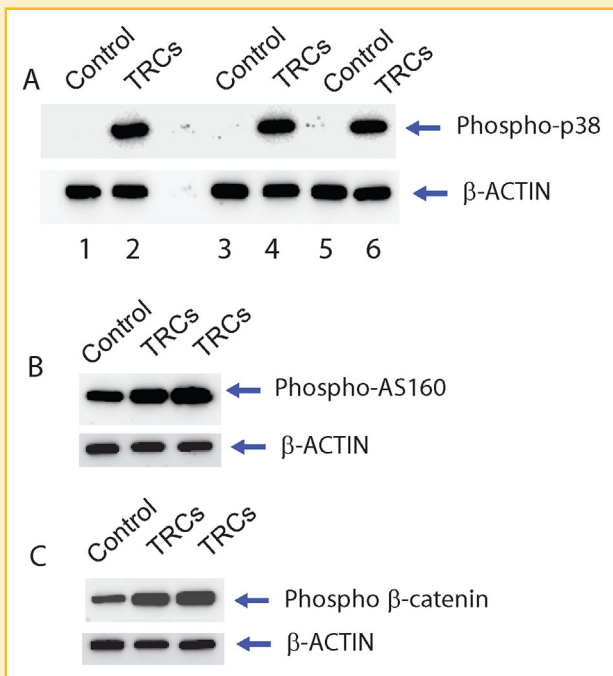 A
Control TRCs Control TRCs Control TRCs
Phospho-p38
β-ACTIN
1 2 3 4 5 6
B
Control TRCs TRCs
Phospho-AS160
β-ACTIN
C
Control TRCs TRCs
Phospho β-catenin
β-ACTIN